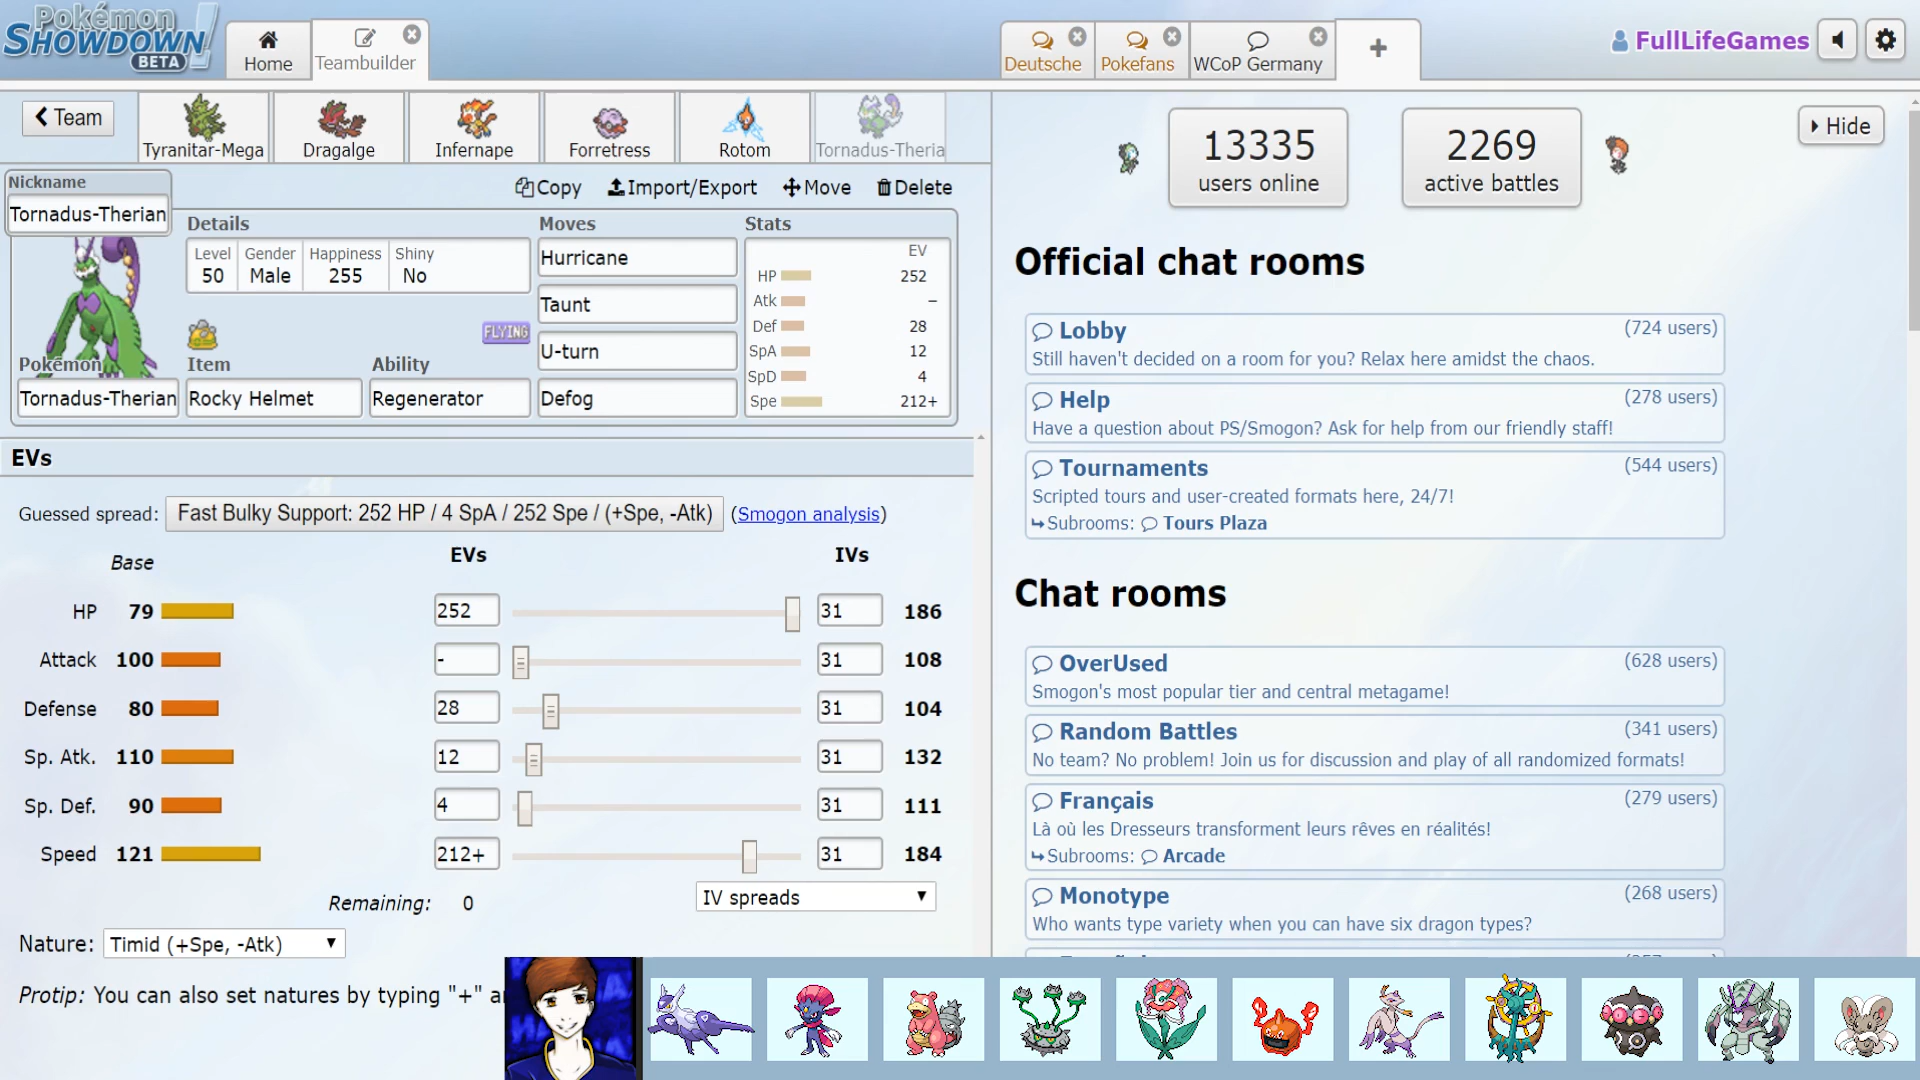 Pokémon
Showdown!
BETA
Home
Teambuilder
Deutsche
Pokefans
WCoP Germany
+
FullLifeGames
Team
Tyranitar-Mega
Dragalge
Infernape
Forretress
Rotom
Tornadus-Theria
Nickname
Tornadus-Therian
Copy
Import/Export
Move
Delete
Details
Level
50
Gender
Male
Happiness
255
Shiny
No
FLYING
Pokémon
Tornadus-Therian
Item
Rocky Helmet
Ability
Regenerator
Moves
Hurricane
Taunt
U-turn
Defog
Stats
EV
HP 252
Atk –
Def 28
SpA 12
SpD 4
Spe 212+
EVs
Guessed spread: Fast Bulky Support: 252 HP / 4 SpA / 252 Spe / (+Spe, -Atk) (Smogon analysis)
Base EVs IVs
HP 79 252 31 186
Attack 100 - 31 108
Defense 80 28 31 104
Sp. Atk. 110 12 31 132
Sp. Def. 90 4 31 111
Speed 121 212+ 31 184
Remaining: 0
IV spreads
Nature: Timid (+Spe, -Atk)
Protip: You can also set natures by typing "+"
13335
users online
2269
active battles
Hide
Official chat rooms
Lobby (724 users)
Still haven't decided on a room for you? Relax here amidst the chaos.
Help (278 users)
Have a question about PS/Smogon? Ask for help from our friendly staff!
Tournaments (544 users)
Scripted tours and user-created formats here, 24/7!
Subrooms: Tours Plaza
Chat rooms
OverUsed (628 users)
Smogon's most popular tier and central metagame!
Random Battles (341 users)
No team? No problem! Join us for discussion and play of all randomized formats!
Français (279 users)
Là où les Dresseurs transforment leurs rêves en réalités!
Subrooms: Arcade
Monotype (268 users)
Who wants type variety when you can have six dragon types?